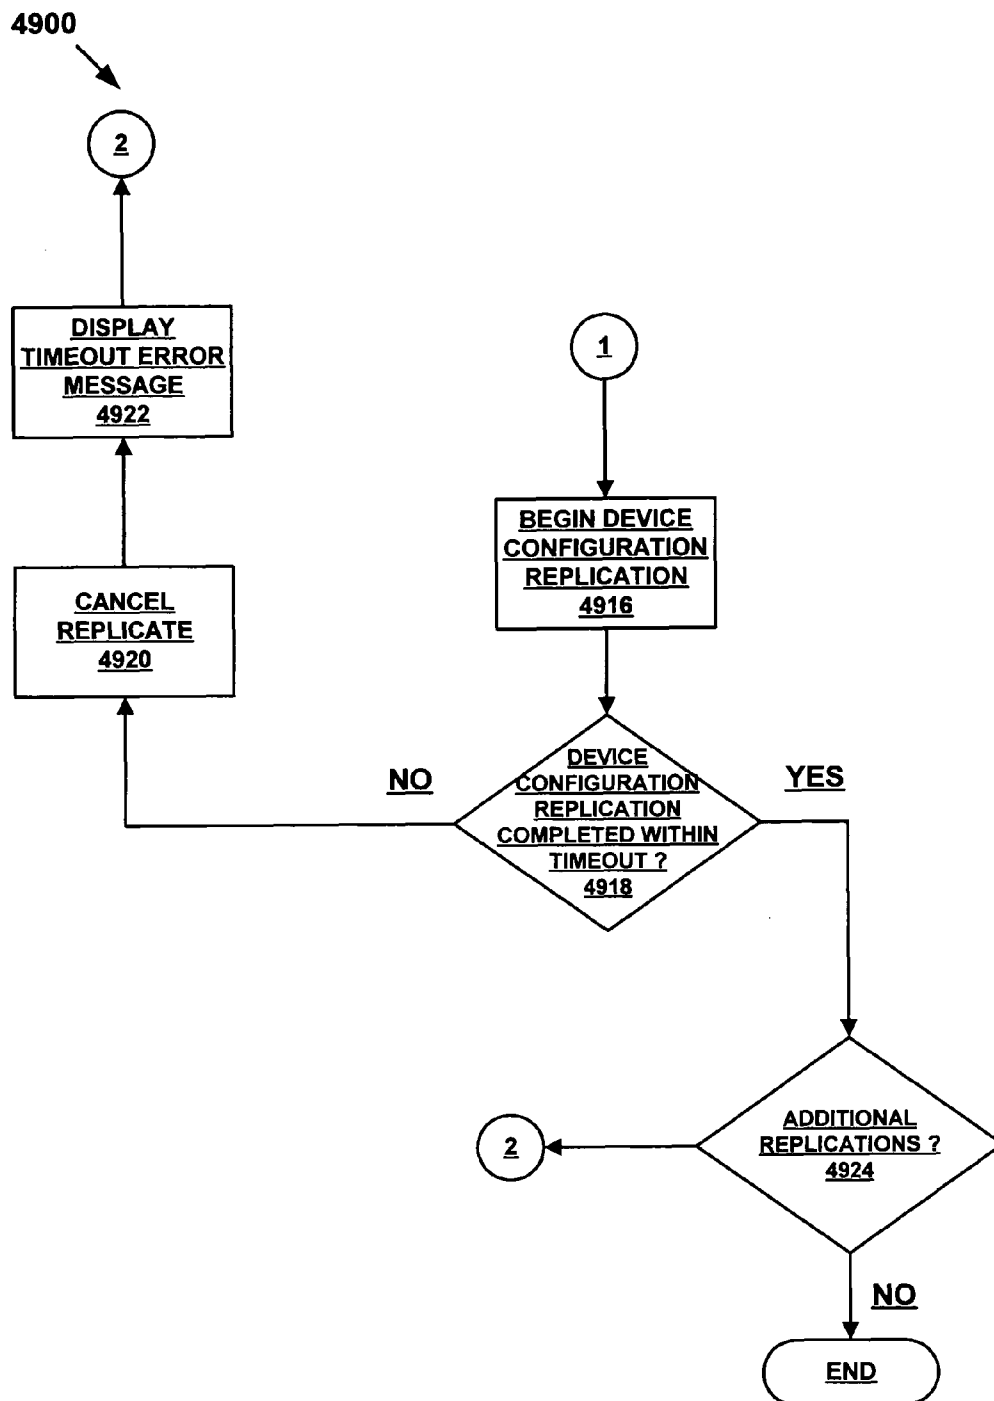 4900
2
DISPLAY
TIMEOUT ERROR
MESSAGE
4922
1
BEGIN DEVICE
CONFIGURATION
REPLICATION
4916
CANCEL
REPLICATE
4920
NO
DEVICE
CONFIGURATION
REPLICATION
COMPLETED WITHIN
TIMEOUT ?
4918
YES
2
ADDITIONAL
REPLICATIONS ?
4924
NO
END